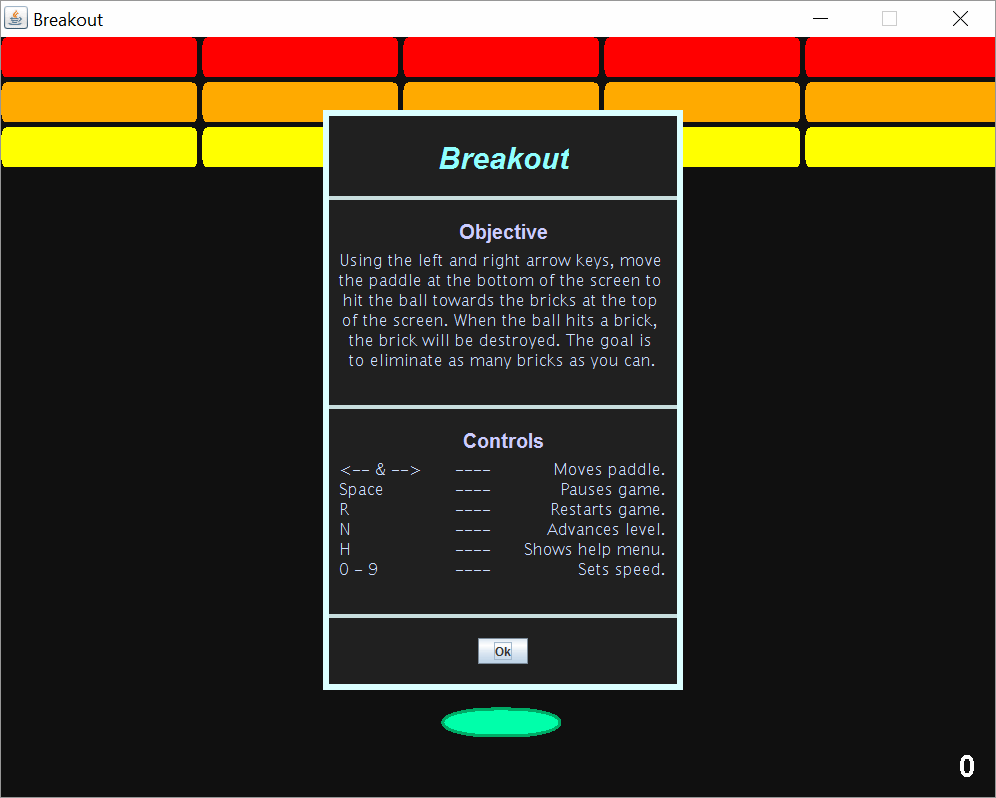 Breakout
Breakout
Objective
Using the left and right arrow keys, move
the paddle at the bottom of the screen to
hit the ball towards the bricks at the top
of the screen. When the ball hits a brick,
the brick will be destroyed. The goal is
to eliminate as many bricks as you can.
Controls
<-- & --> ---- Moves paddle.
Space ---- Pauses game.
R ---- Restarts game.
N ---- Advances level.
H ---- Shows help menu.
0 - 9 ---- Sets speed.
Ok
0